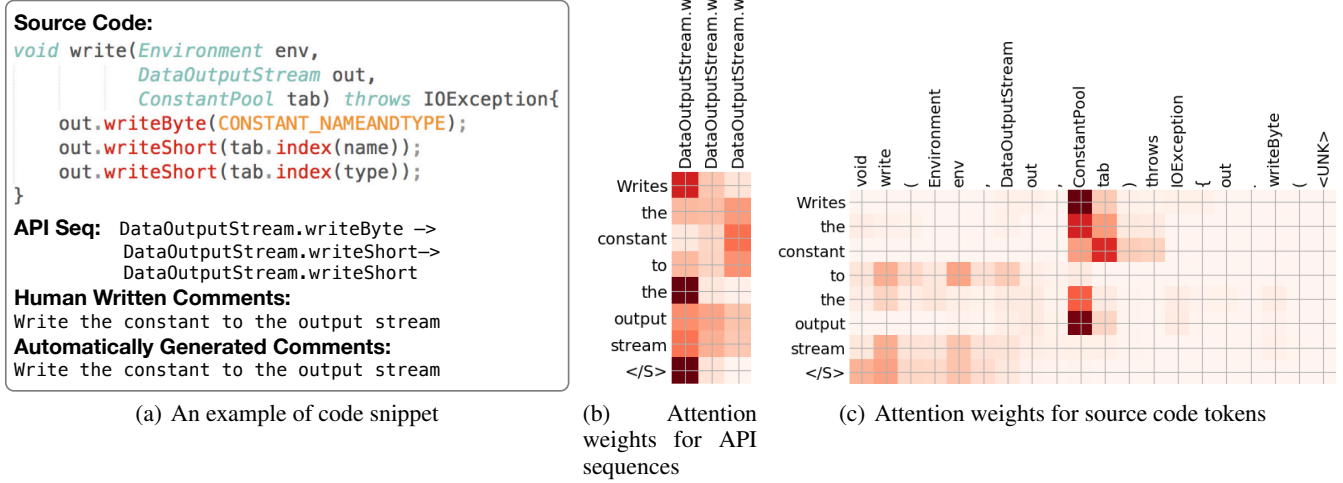 Source Code:
void write(Environment env,
DataOutputStream out,
ConstantPool tab) throws IOException{
out.writeByte(CONSTANT_NAMEANDTYPE);
out.writeShort(tab.index(name));
out.writeShort(tab.index(type));
}
API Seq: DataOutputStream.writeByte —>
DataOutputStream.writeShort—>
DataOutputStream.writeShort
Human Written Comments:
Write the constant to the output stream
Automatically Generated Comments:
Write the constant to the output stream
(a) An example of code snippet
DataOutputStream.w
DataOutputStream.w
DataOutputStream.w
Writes
the
constant
to
the
output
stream
</S>
(b) Attention
weights for API
sequences
void
write
(
Environment
env
,
DataOutputStream
out
,
ConstantPool
tab
)
throws
IOException
{
out
.
writeByte
(
<UNK>
Writes
the
constant
to
the
output
stream
</S>
(c) Attention weights for source code tokens